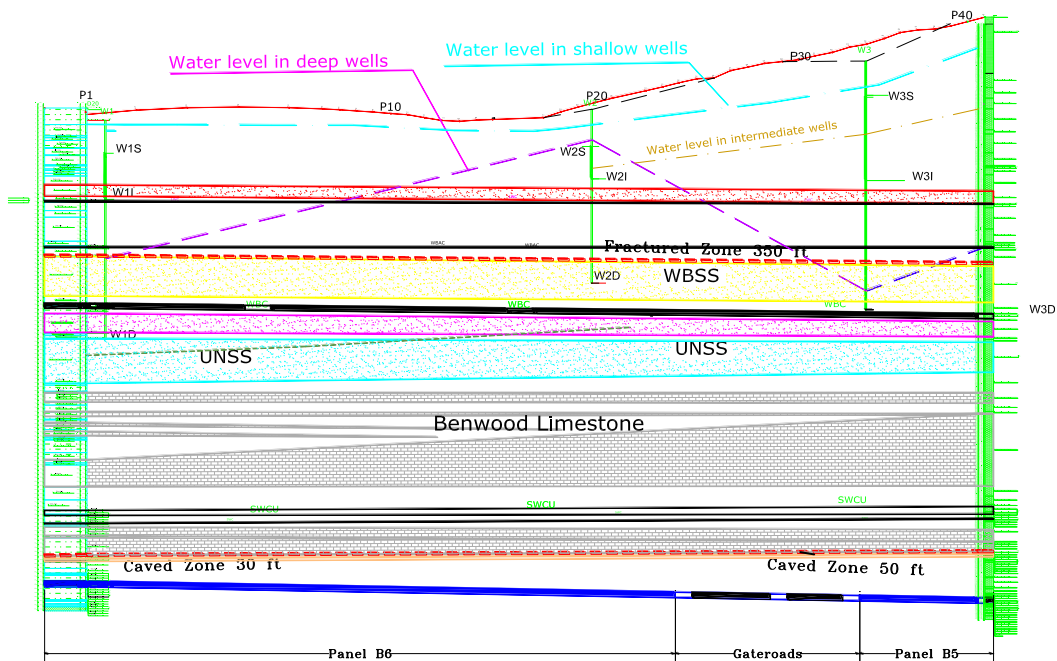 P40
Water level in shallow wells
Water level in deep wells
P30
W3
P1
P10
P20
W3S
W1S
W2S
Water level in intermediate wells
W2I
W3I
W1I
WBAC
WBAC
Fractured Zone 350 ft
W2D
WBSS
WBC
WBC
WBC
W3D
W1D
UNSS
UNSS
Benwood Limestone
SWCU
SWCU
SWCU
Caved Zone 30 ft
Caved Zone 50 ft
Panel B6
Gateroads
Panel B5